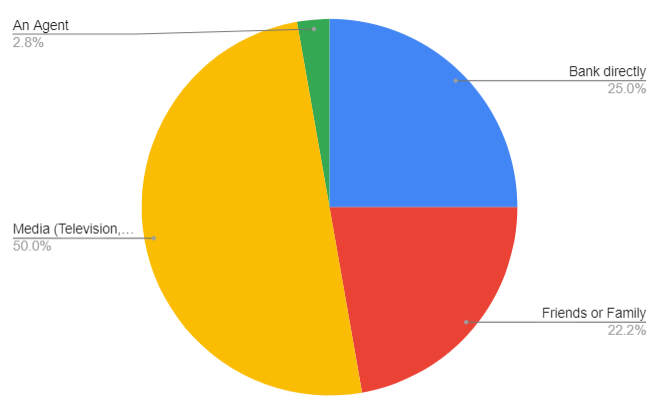 An Agent
2.8%
Bank directly
25.0%
Media (Television,...
50.0%
Friends or Family
22.2%